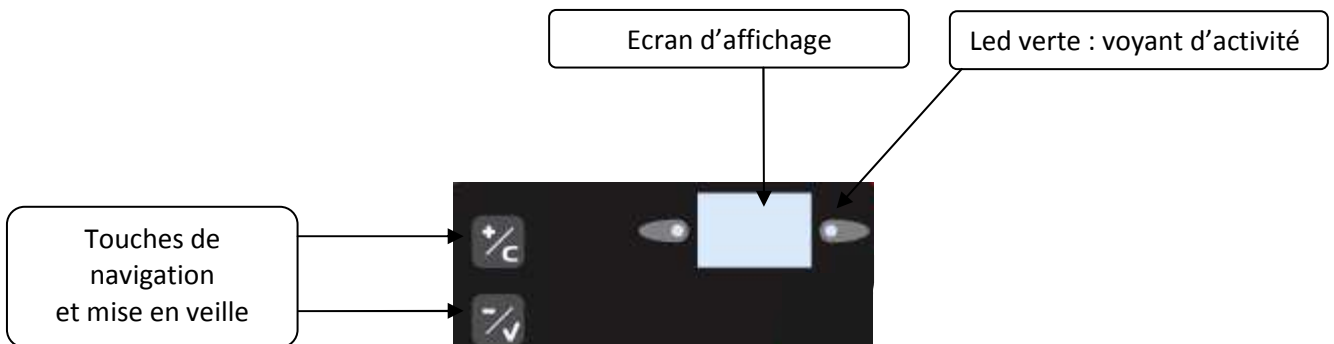 Ecran d’affichage
Led verte : voyant d’activité
Touches de
navigation
et mise en veille
+/C
-/√